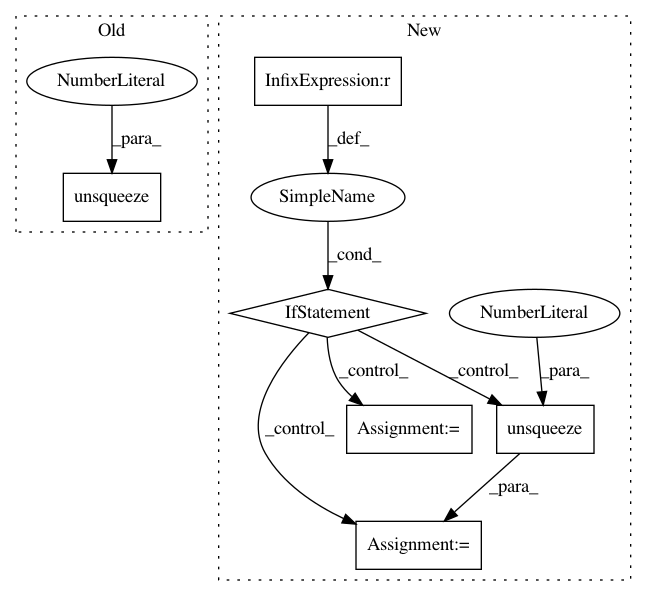 Old
New
NumberLiteral
InfixExpression:r
_para_
_def_
unsqueeze
SimpleName
_cond_
IfStatement
NumberLiteral
_control_
_control_
_para_
_control_
Assignment:=
unsqueeze
_para_
Assignment:=